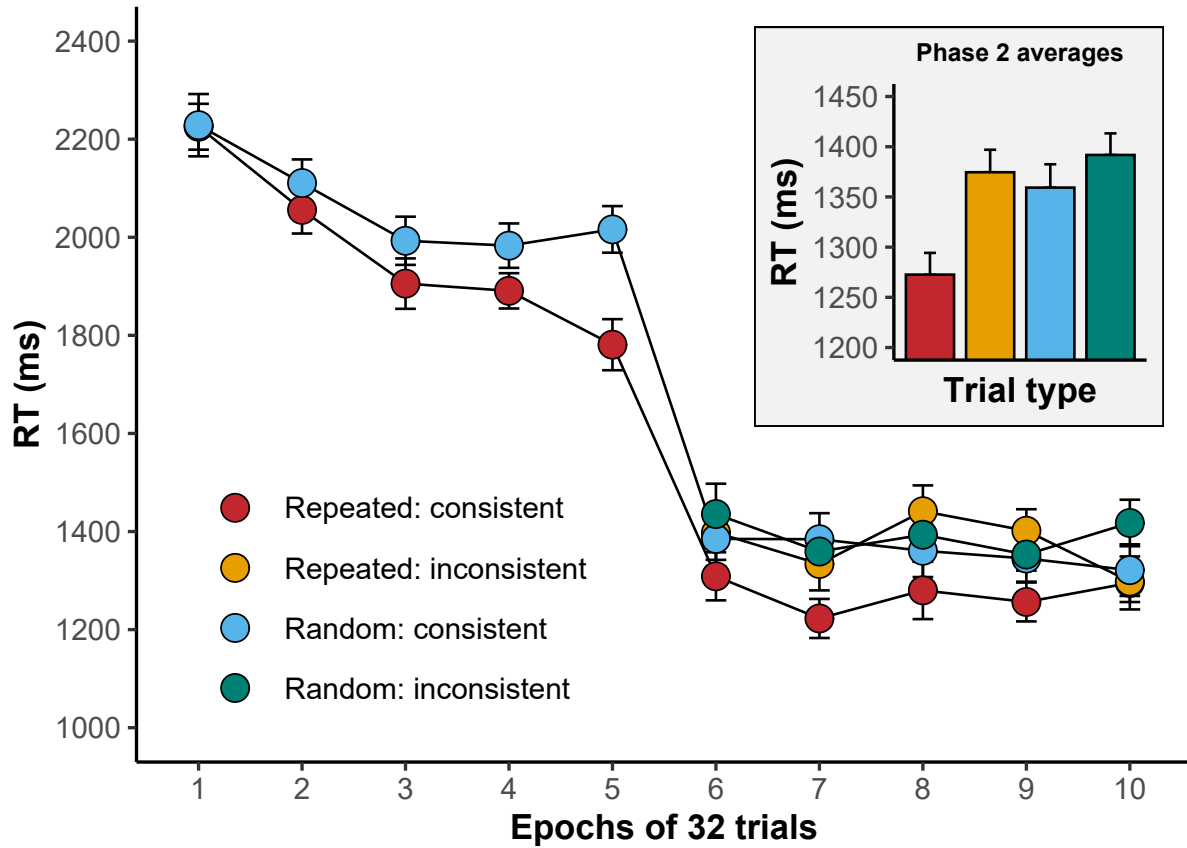 2400
2200
2000
1800
1600
1400
1200
1000
RT (ms)
1 2 3 4 5 6 7 8 9 10
Epochs of 32 trials
Repeated: consistent
Repeated: inconsistent
Random: consistent
Random: inconsistent
Phase 2 averages
1450
1400
1350
1300
1250
1200
RT (ms)
Trial type